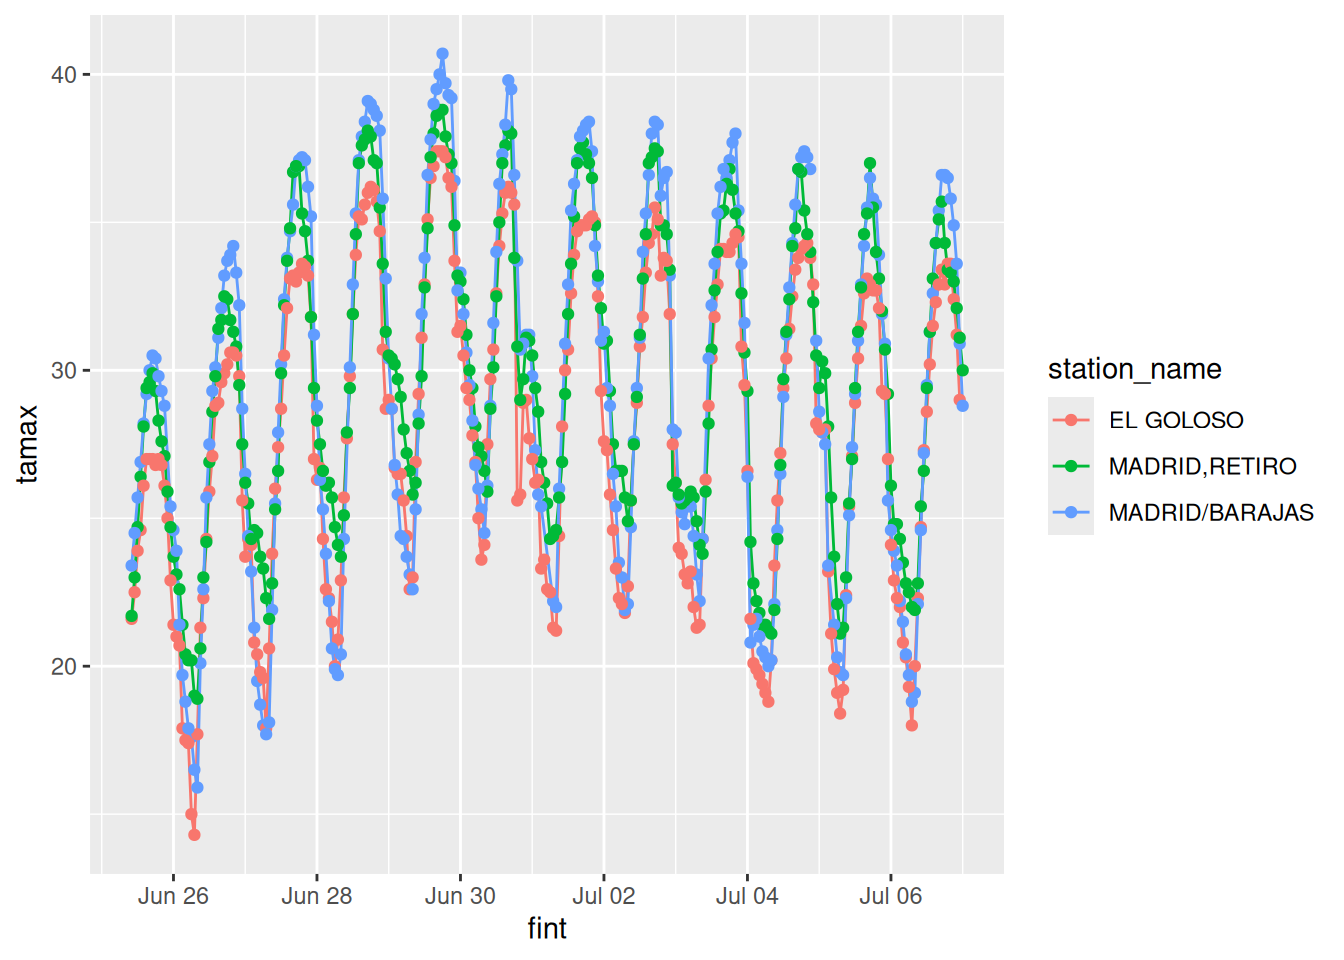 40
30
20
tamax
Jun 26
Jun 28
Jun 30
Jul 02
Jul 04
Jul 06
fint
station_name
EL GOLOSO
MADRID,RETIRO
MADRID/BARAJAS